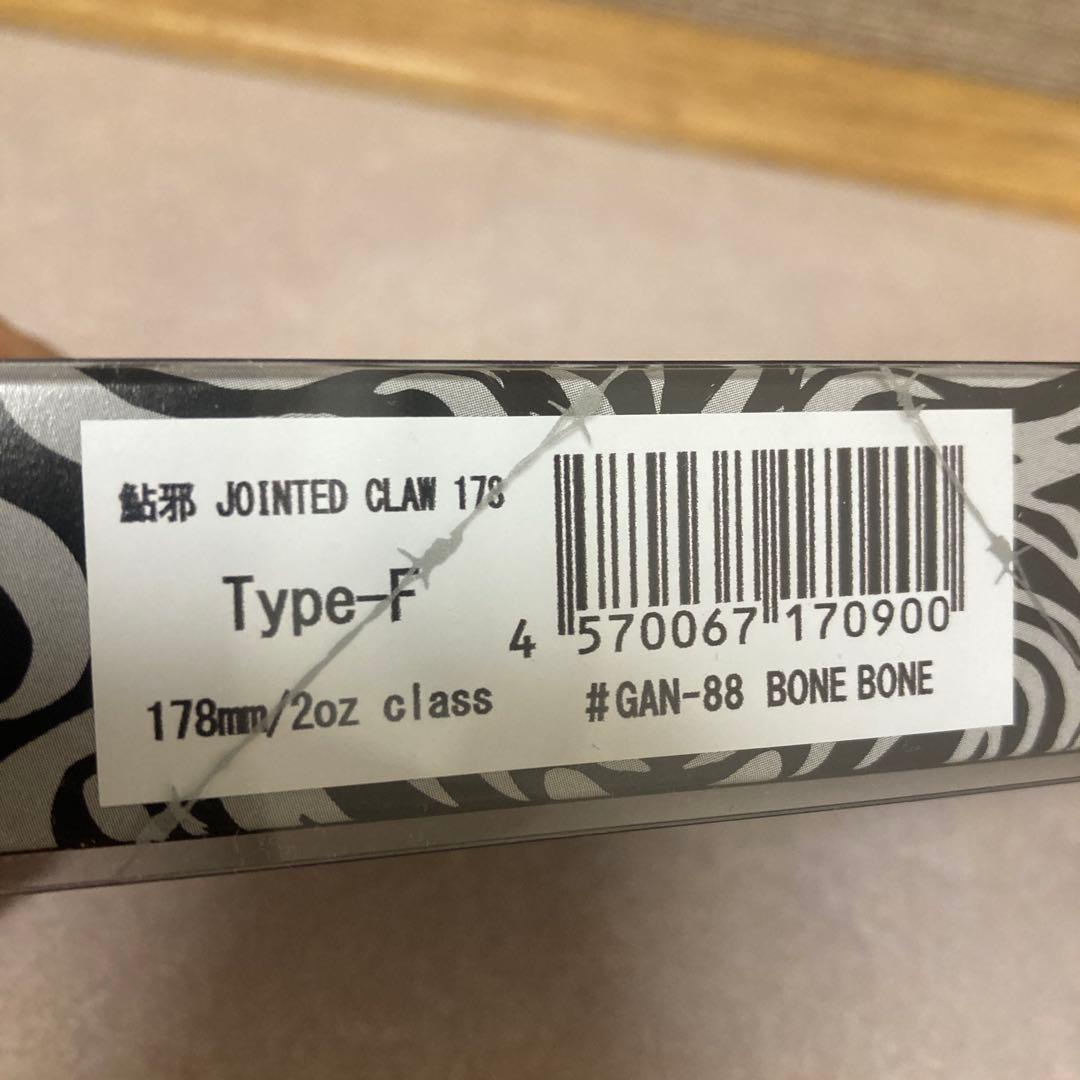 鮎邪 JOINTED CLAW 178
Type-F
178mm/2oz class
4 570067 170900
#GAN-88 BONE BONE